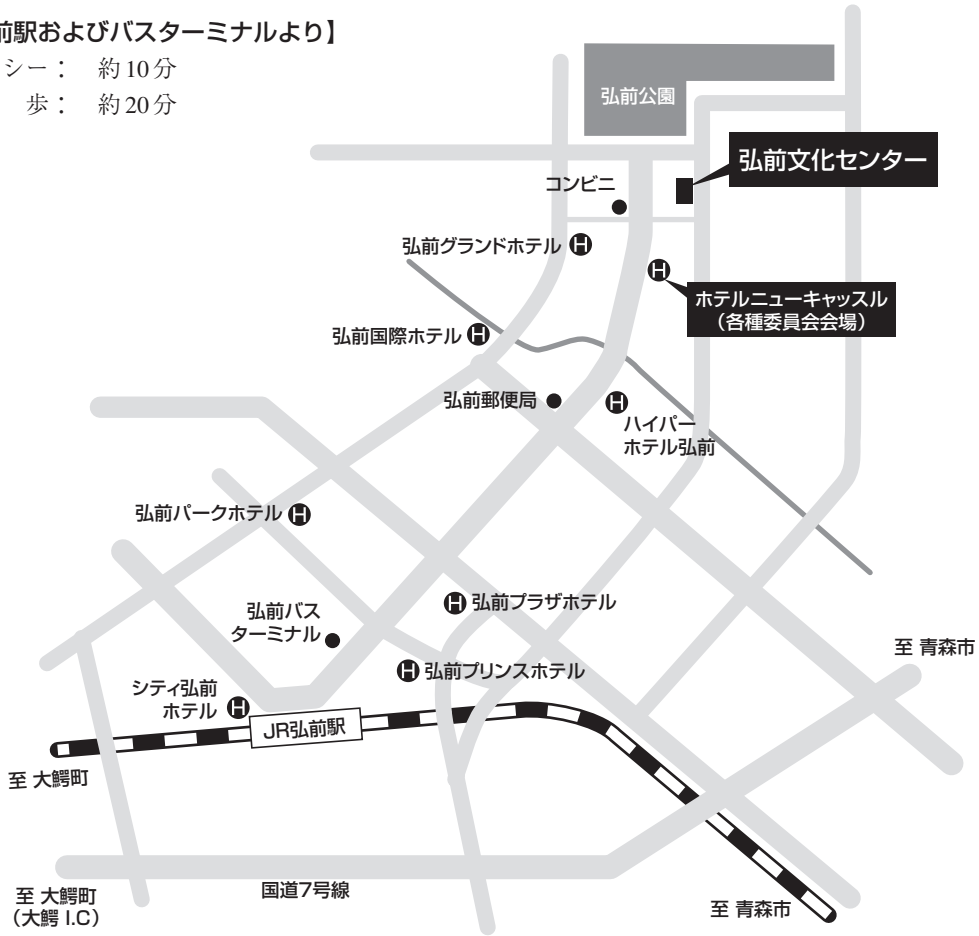 前駅およびバスターミナルより】
シー： 約10分
歩： 約20分
弘前公園
弘前文化センター
コンビニ
弘前グランドホテル H
H
ホテルニューキャッスル
（各種委員会会場）
弘前国際ホテル H
弘前郵便局
H
ハイパー
ホテル弘前
弘前パークホテル H
H 弘前プラザホテル
弘前バス
ターミナル
至 青森市
H 弘前プリンスホテル
シティ弘前
ホテル H
JR弘前駅
至 大鰐町
国道7号線
至 大鰐町
（大鰐 I.C）
至 青森市